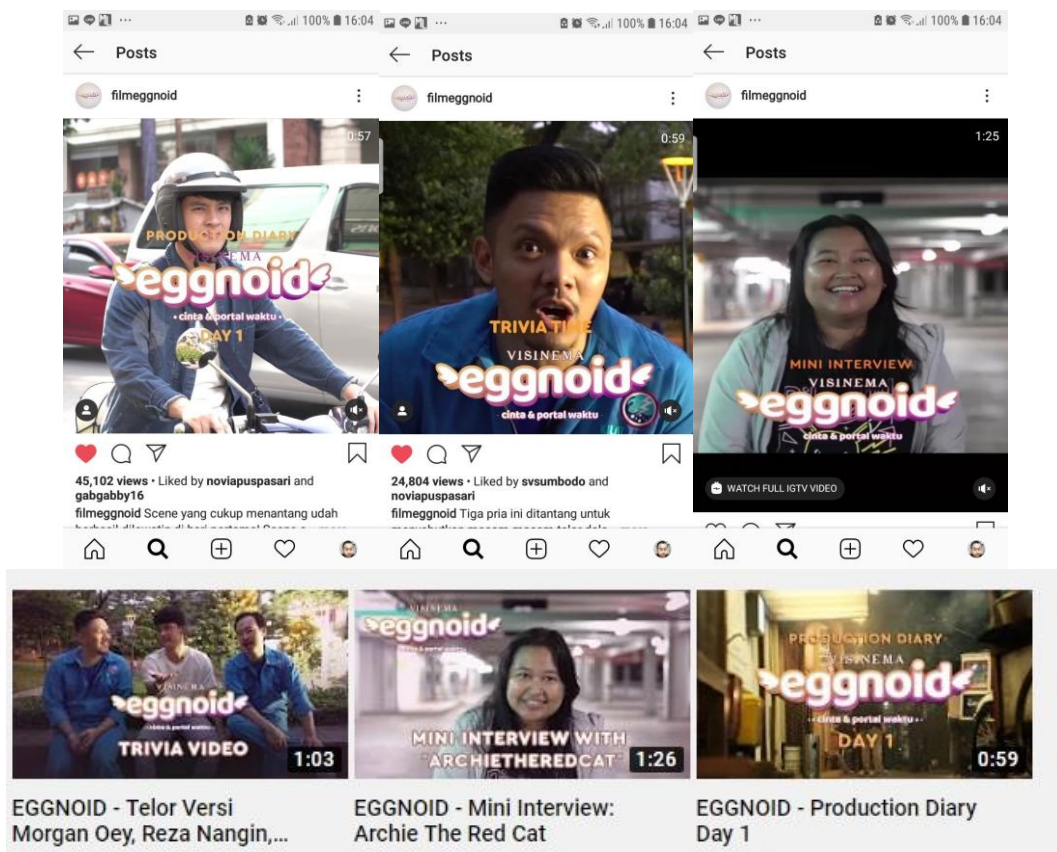 100% 16:04
Posts
filmeggnoid
0:57
PRODUCTION DIARY
VISINEMA
eggnoid
• cinta & portal waktu •
DAY 1
45,102 views • Liked by noviapuspasari and
gabgabby16
filmeggnoid Scene yang cukup menantang udah
100% 16:04
Posts
filmeggnoid
0:59
TRIVIA TIME
VISINEMA
eggnoid
cinta & portal waktu
24,804 views • Liked by svsumbodo and
noviapuspasari
filmeggnoid Tiga pria ini ditantang untuk
100% 16:04
Posts
filmeggnoid
1:25
MINI INTERVIEW
VISINEMA
eggnoid
cinta & portal waktu
WATCH FULL IGTV VIDEO
VISINEMA
eggnoid
cinta & portal waktu
TRIVIA VIDEO
1:03
EGGNOID - Telor Versi
Morgan Oey, Reza Nangin,...
VISINEMA
eggnoid
cinta & portal waktu
MINI INTERVIEW WITH
"ARCHIETHEREDCAT"
1:26
EGGNOID - Mini Interview:
Archie The Red Cat
PRODUCTION DIARY
VISINEMA
eggnoid
cinta & portal waktu
DAY 1
0:59
EGGNOID - Production Diary
Day 1